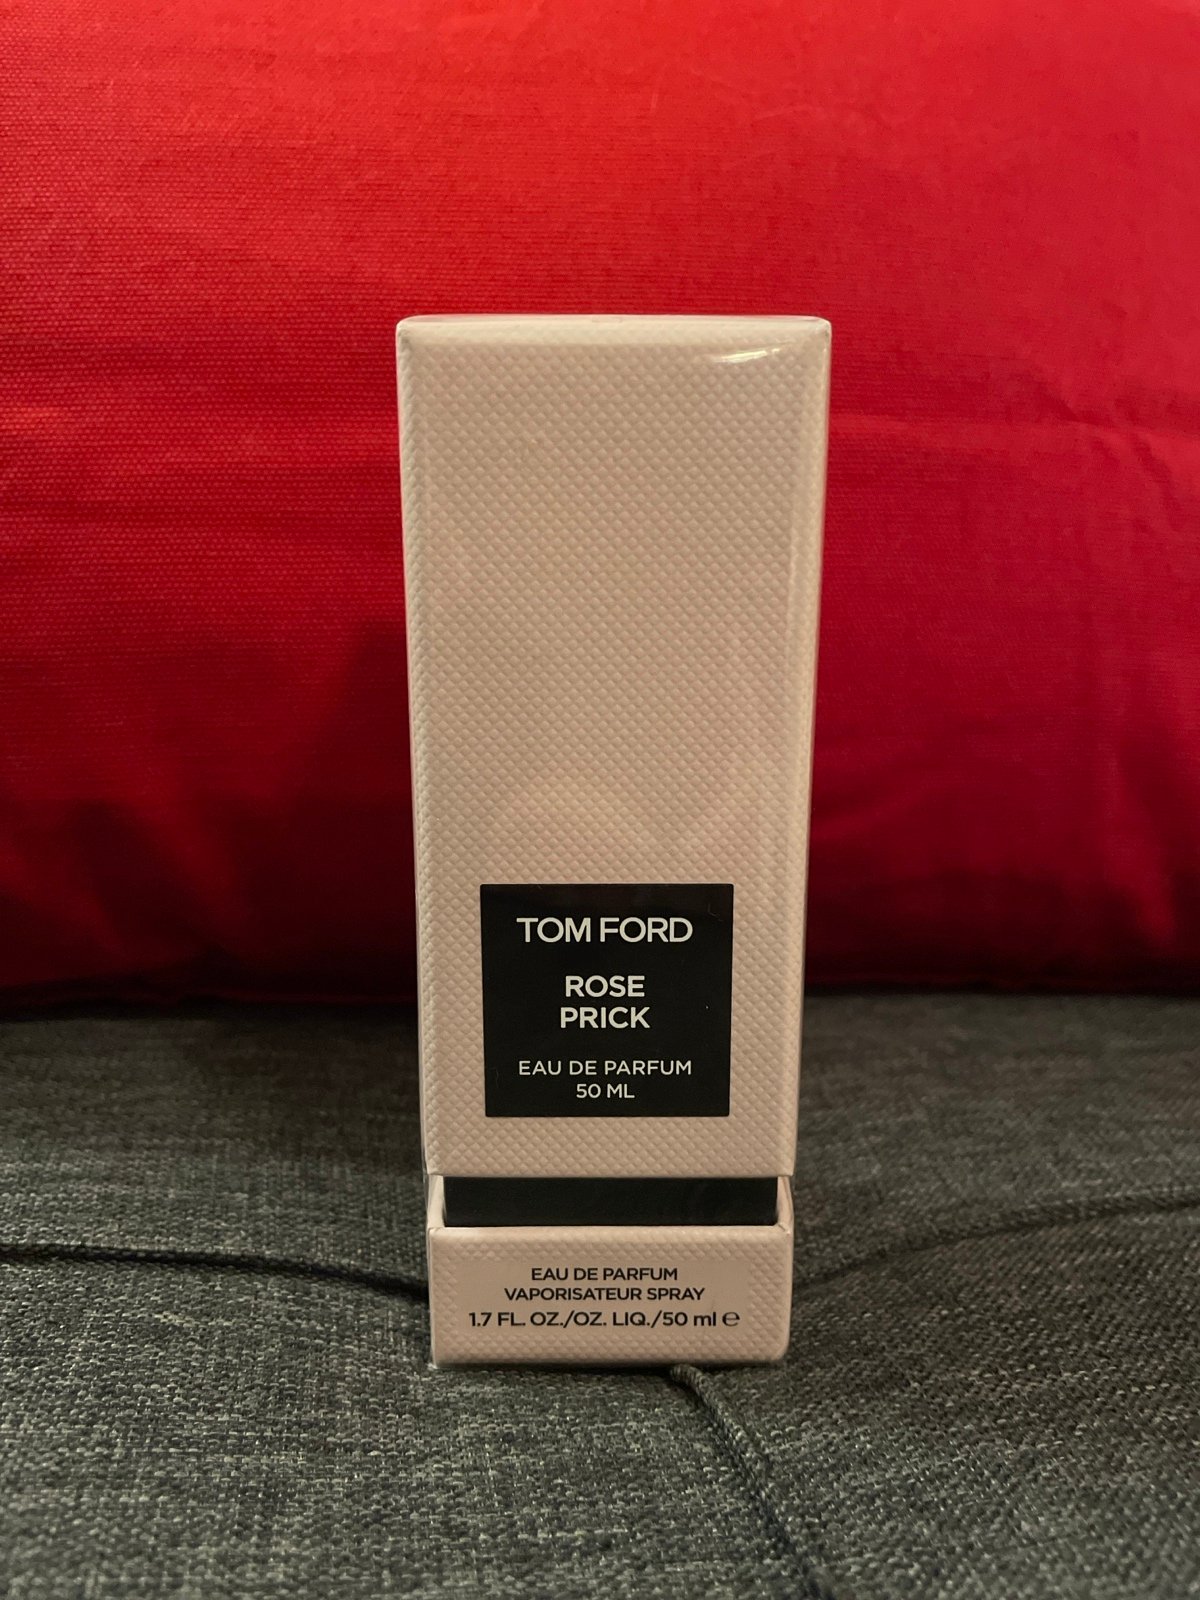 TOM FORD
ROSE
PRICK
EAU DE PARFUM
50 ML
EAU DE PARFUM
VAPORISATEUR SPRAY
1.7 FL. OZ./OZ. LIQ./50 ml ℮